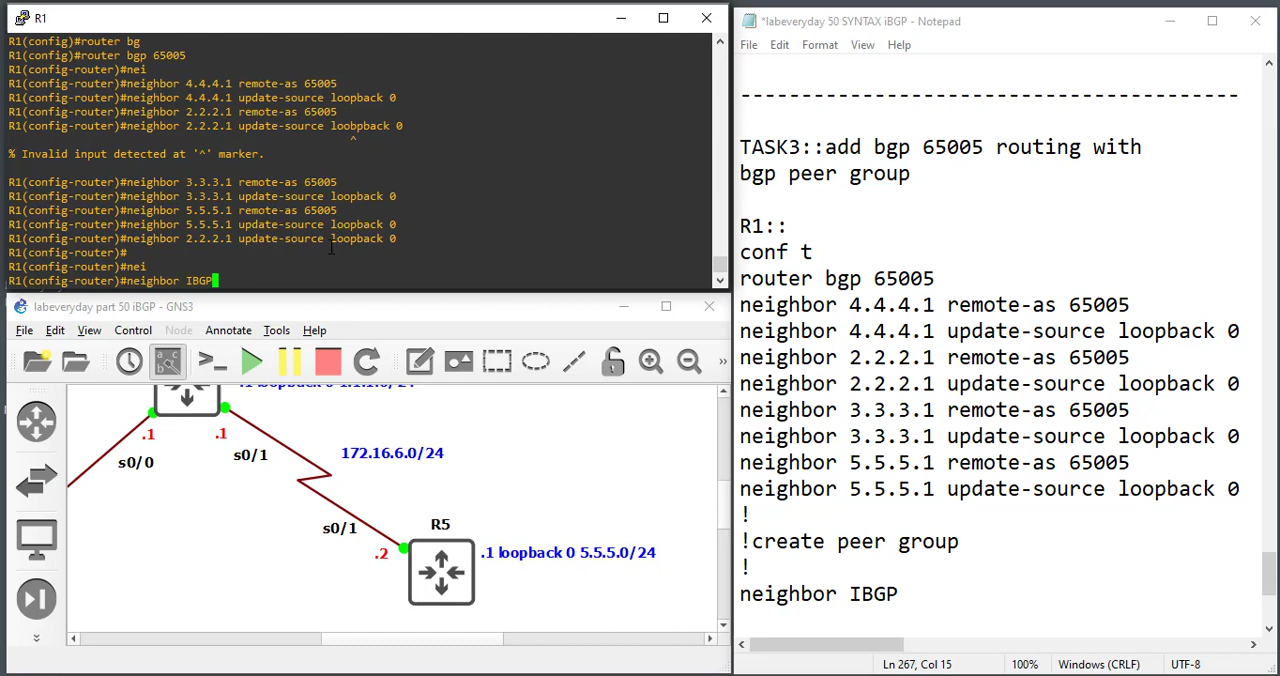 R1
R1(config)#router bg
R1(config)#router bgp 65005
R1(config-router)#nei
R1(config-router)#neighbor 4.4.4.1 remote-as 65005
R1(config-router)#neighbor 4.4.4.1 update-source loopback 0
R1(config-router)#neighbor 2.2.2.1 remote-as 65005
R1(config-router)#neighbor 2.2.2.1 update-source loobpback 0
^
% Invalid input detected at '^' marker.
R1(config-router)#neighbor 3.3.3.1 remote-as 65005
R1(config-router)#neighbor 3.3.3.1 update-source loopback 0
R1(config-router)#neighbor 5.5.5.1 remote-as 65005
R1(config-router)#neighbor 5.5.5.1 update-source loopback 0
R1(config-router)#neighbor 2.2.2.1 update-source loopback 0
R1(config-router)#
R1(config-router)#nei
R1(config-router)#neighbor IBGP
labeveryday part 50 iBGP - GNS3
File Edit View Control Node Annotate Tools Help
.1 loopback 0 1.1.1.0/24
.1
.1
s0/0
s0/1
172.16.6.0/24
s0/1
R5
.2
.1 loopback 0 5.5.5.0/24
*labeveryday 50 SYNTAX iBGP - Notepad
File Edit Format View Help
-----------------------------------------
TASK3::add bgp 65005 routing with
bgp peer group
R1::
conf t
router bgp 65005
neighbor 4.4.4.1 remote-as 65005
neighbor 4.4.4.1 update-source loopback 0
neighbor 2.2.2.1 remote-as 65005
neighbor 2.2.2.1 update-source loopback 0
neighbor 3.3.3.1 remote-as 65005
neighbor 3.3.3.1 update-source loopback 0
neighbor 5.5.5.1 remote-as 65005
neighbor 5.5.5.1 update-source loopback 0
!
!create peer group
!
neighbor IBGP
Ln 267, Col 15 100% Windows (CRLF) UTF-8